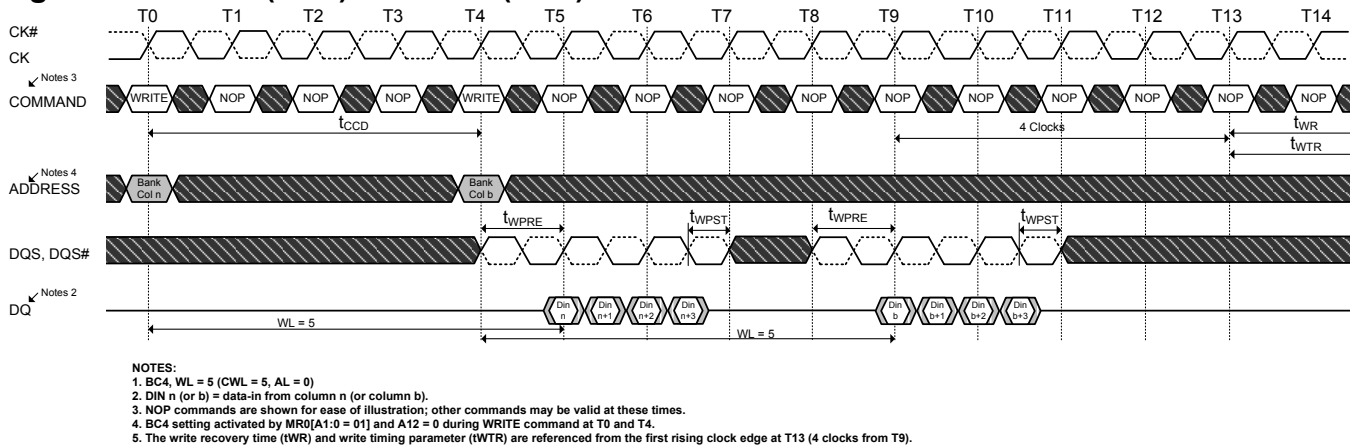 T0 T1 T2 T3 T4 T5 T6 T7 T8 T9 T10 T11 T12 T13 T14
CK#
CK
Notes 3
COMMAND
WRITE NOP NOP NOP WRITE NOP NOP NOP NOP NOP NOP NOP NOP NOP NOP
tCCD
4 Clocks
tWR
tWTR
Notes 4
ADDRESS
Bank Bank
Col n Col b
tWPRE tWPST tWPRE tWPST
DQS, DQS#
Notes 2
DQ
Din Din Din Din Din Din Din Din
n n+1 n+2 n+3 b b+1 b+2 b+3
WL = 5
WL = 5
NOTES:
1. BC4, WL = 5 (CWL = 5, AL = 0)
2. DIN n (or b) = data-in from column n (or column b).
3. NOP commands are shown for ease of illustration; other commands may be valid at these times.
4. BC4 setting activated by MR0[A1:0 = 01] and A12 = 0 during WRITE command at T0 and T4.
5. The write recovery time (tWR) and write timing parameter (tWTR) are referenced from the first rising clock edge at T13 (4 clocks from T9).